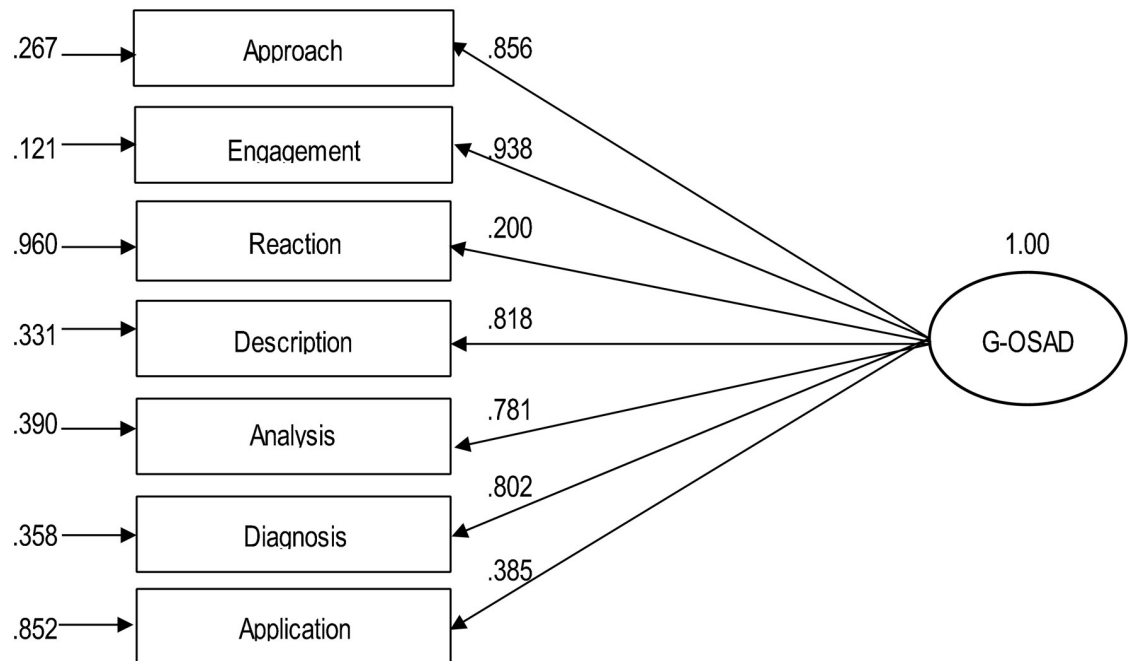 .267 Approach .856
.121 Engagement .938
.960 Reaction .200
1.00
.331 Description .818
G-OSAD
.390 Analysis .781
.358 Diagnosis .802
.852 Application .385